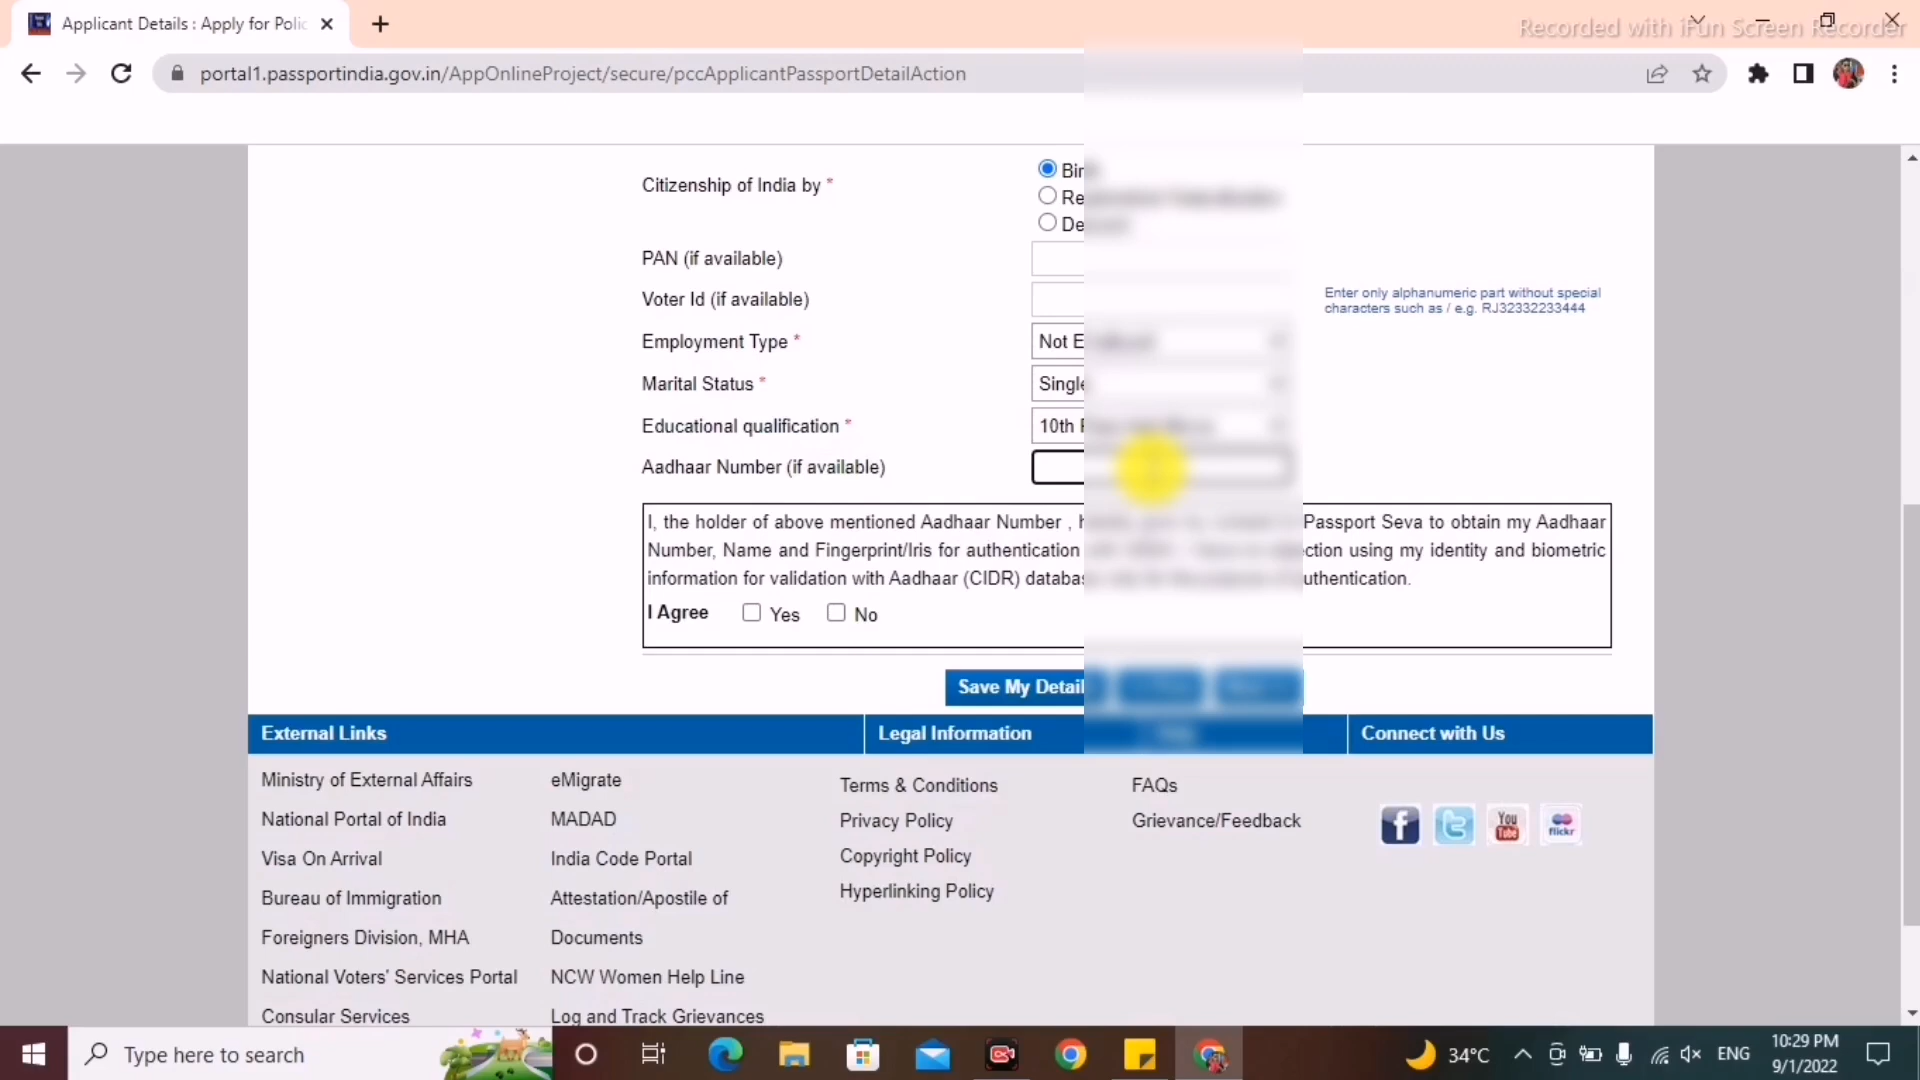 Applicant Details : Apply for Polic
Recorded with iFun Screen Recorder
portal1.passportindia.gov.in/AppOnlineProject/secure/pccApplicantPassportDetailAction
Citizenship of India by *
Bir
Re
De
PAN (if available)
Voter Id (if available)
Enter only alphanumeric part without special
characters such as / e.g. RJ32332233444
Employment Type *
Not E
Marital Status *
Single
Educational qualification *
10th
Aadhaar Number (if available)
I, the holder of above mentioned Aadhaar Number , Passport Seva to obtain my Aadhaar
Number, Name and Fingerprint/Iris for authentication using my identity and biometric
information for validation with Aadhaar (CIDR)
I Agree Yes No
Save My Detail
External Links Legal Information Connect with Us
Ministry of External Affairs eMigrate Terms & Conditions FAQs
National Portal of India MADAD Privacy Policy Grievance/Feedback
You
Tube
flickr
Visa On Arrival India Code Portal Copyright Policy
Bureau of Immigration Attestation/Apostile of Hyperlinking Policy
Foreigners Division, MHA Documents
National Voters' Services Portal NCW Women Help Line
Consular Services Log and Track Grievances
Type here to search
34°C
ENG
10:29 PM
9/1/2022